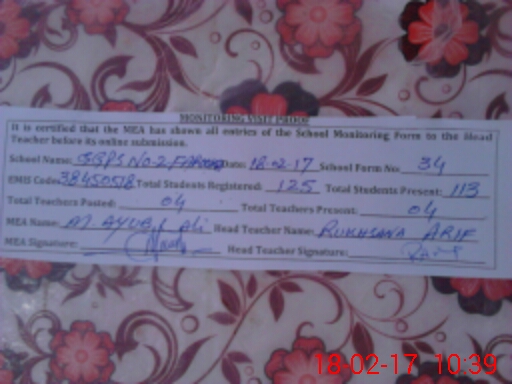 MONITORING VISIT PROOF
It is certified that the MEA has shown all entries of the School Monitoring Form to the Head
Teacher before its online submission.
School Name: GGPS No-2 Date: 18-02-17 School Form No: 34
EMIS Code: 38450518 Total Students Registered: 125 Total Students Present: 113
Total Teachers Posted: 04 Total Teachers Present: 04
MEA Name: M. AYUB Ali Head Teacher Name: RUKHSANA ARIF
MEA Signature: Head Teacher Signature:
18-02-17 10:39